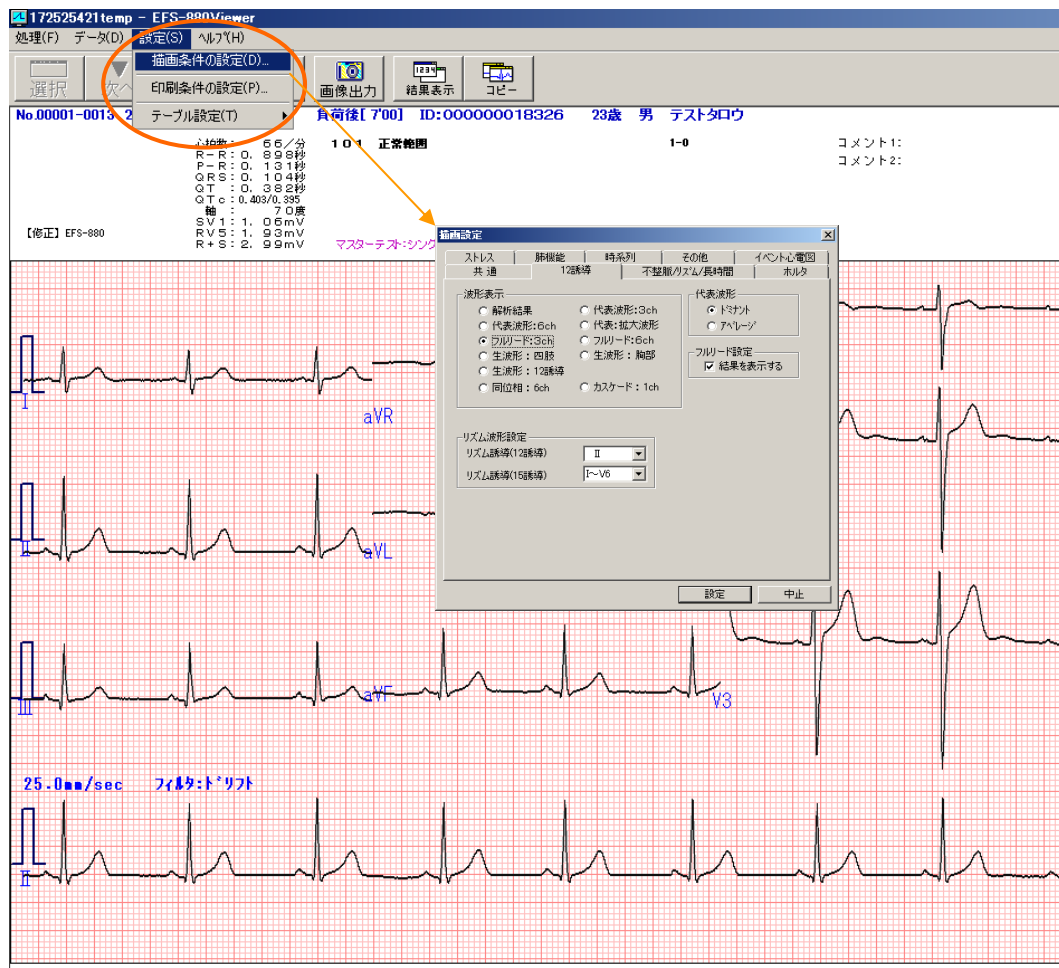 172525421temp - EFS-880Viewer
処理(F) データ(D) 設定(S) ヘルプ(H)
描画条件の設定(D)...
印刷条件の設定(P)...
テーブル設定(T)
選択
次へ
画像出力
結果表示
コピー
No.00001-0013 2 負荷後[ 7'00] ID:000000018326 23歳 男 テストタロウ
心拍数: 66/分 101 正常範囲 1-0 コメント1:
R-R:0. 898秒 コメント2:
P-R:0. 131秒
QRS:0. 104秒
QT :0. 382秒
QTc:0.403/0.395
軸 : 70度
SV1:1. 06mV
【修正】EFS-880 RV5:1. 93mV
R+S:2. 99mV マスターテスト:シング
描画設定
ストレス 肺機能 時系列 その他 イベント心電図
共通 12誘導 不整脈/リズム/長時間 ホルタ
波形表示
解析結果 代表波形:3ch
代表波形:6ch 代表:拡大波形
フルリード:3ch フルリード:6ch
生波形:四肢 生波形:胸部
生波形:12誘導
同位相:6ch カスケード:1ch
代表波形
ドミナント
アベレージ
フルリード設定
結果を表示する
リズム波形設定
リズム誘導(12誘導) II
リズム誘導(15誘導) I~V6
設定 中止
I
aVR
II
aVL
III
aVF
V3
25.0mm/sec フィルタ:ドリフト
II